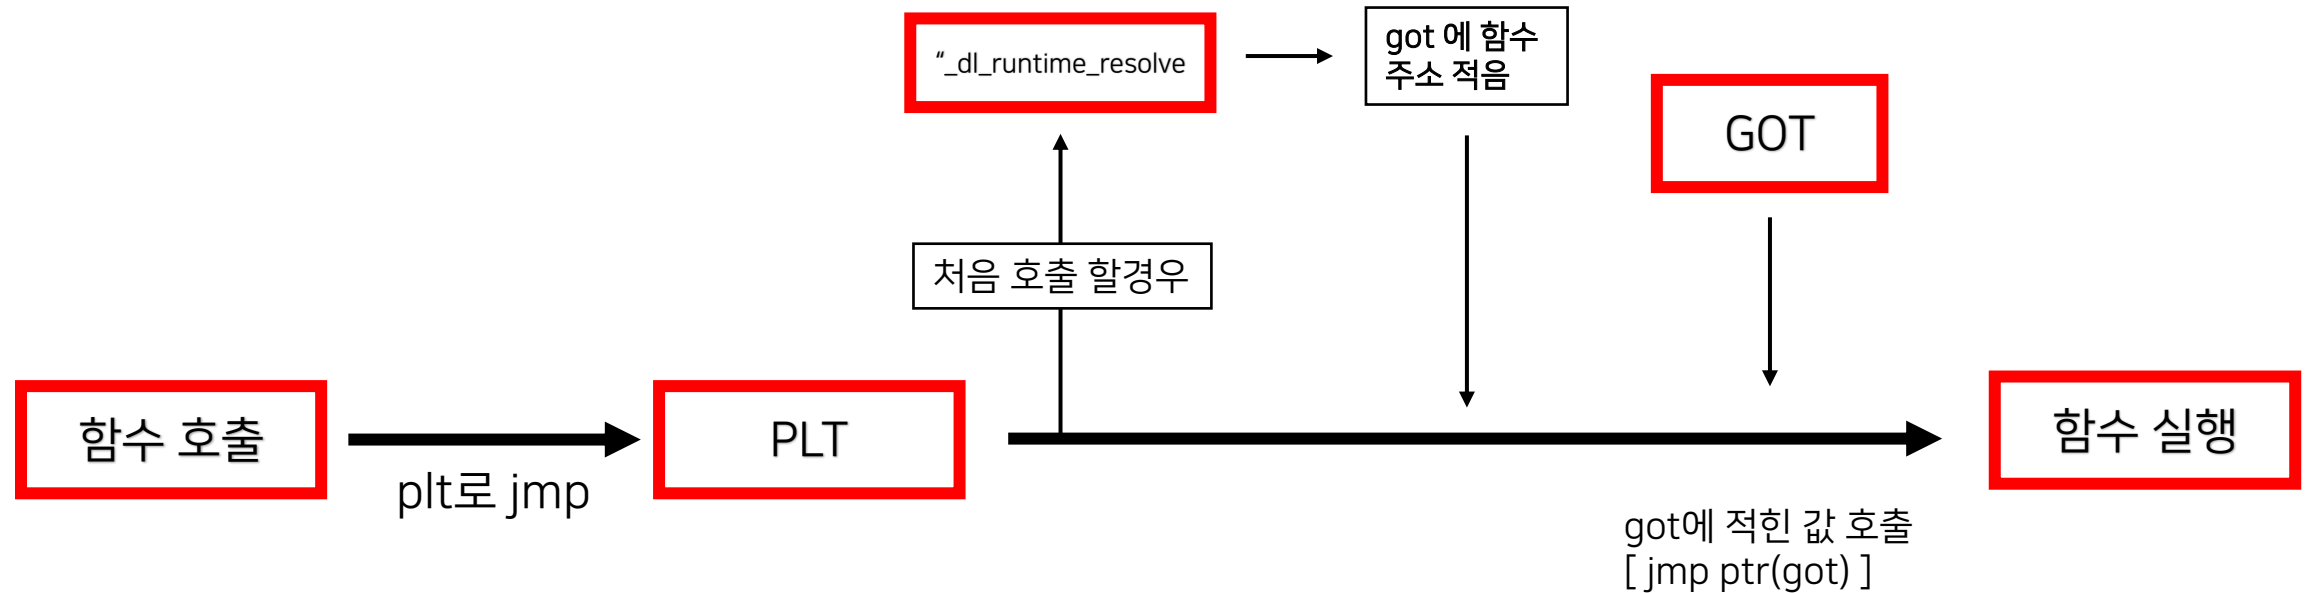 “_dl_runtime_resolve
got 에 함수
주소 적음
GOT
처음 호출 할경우
함수 호출
plt로 jmp
PLT
함수 실행
got에 적힌 값 호출
[ jmp ptr(got) ]